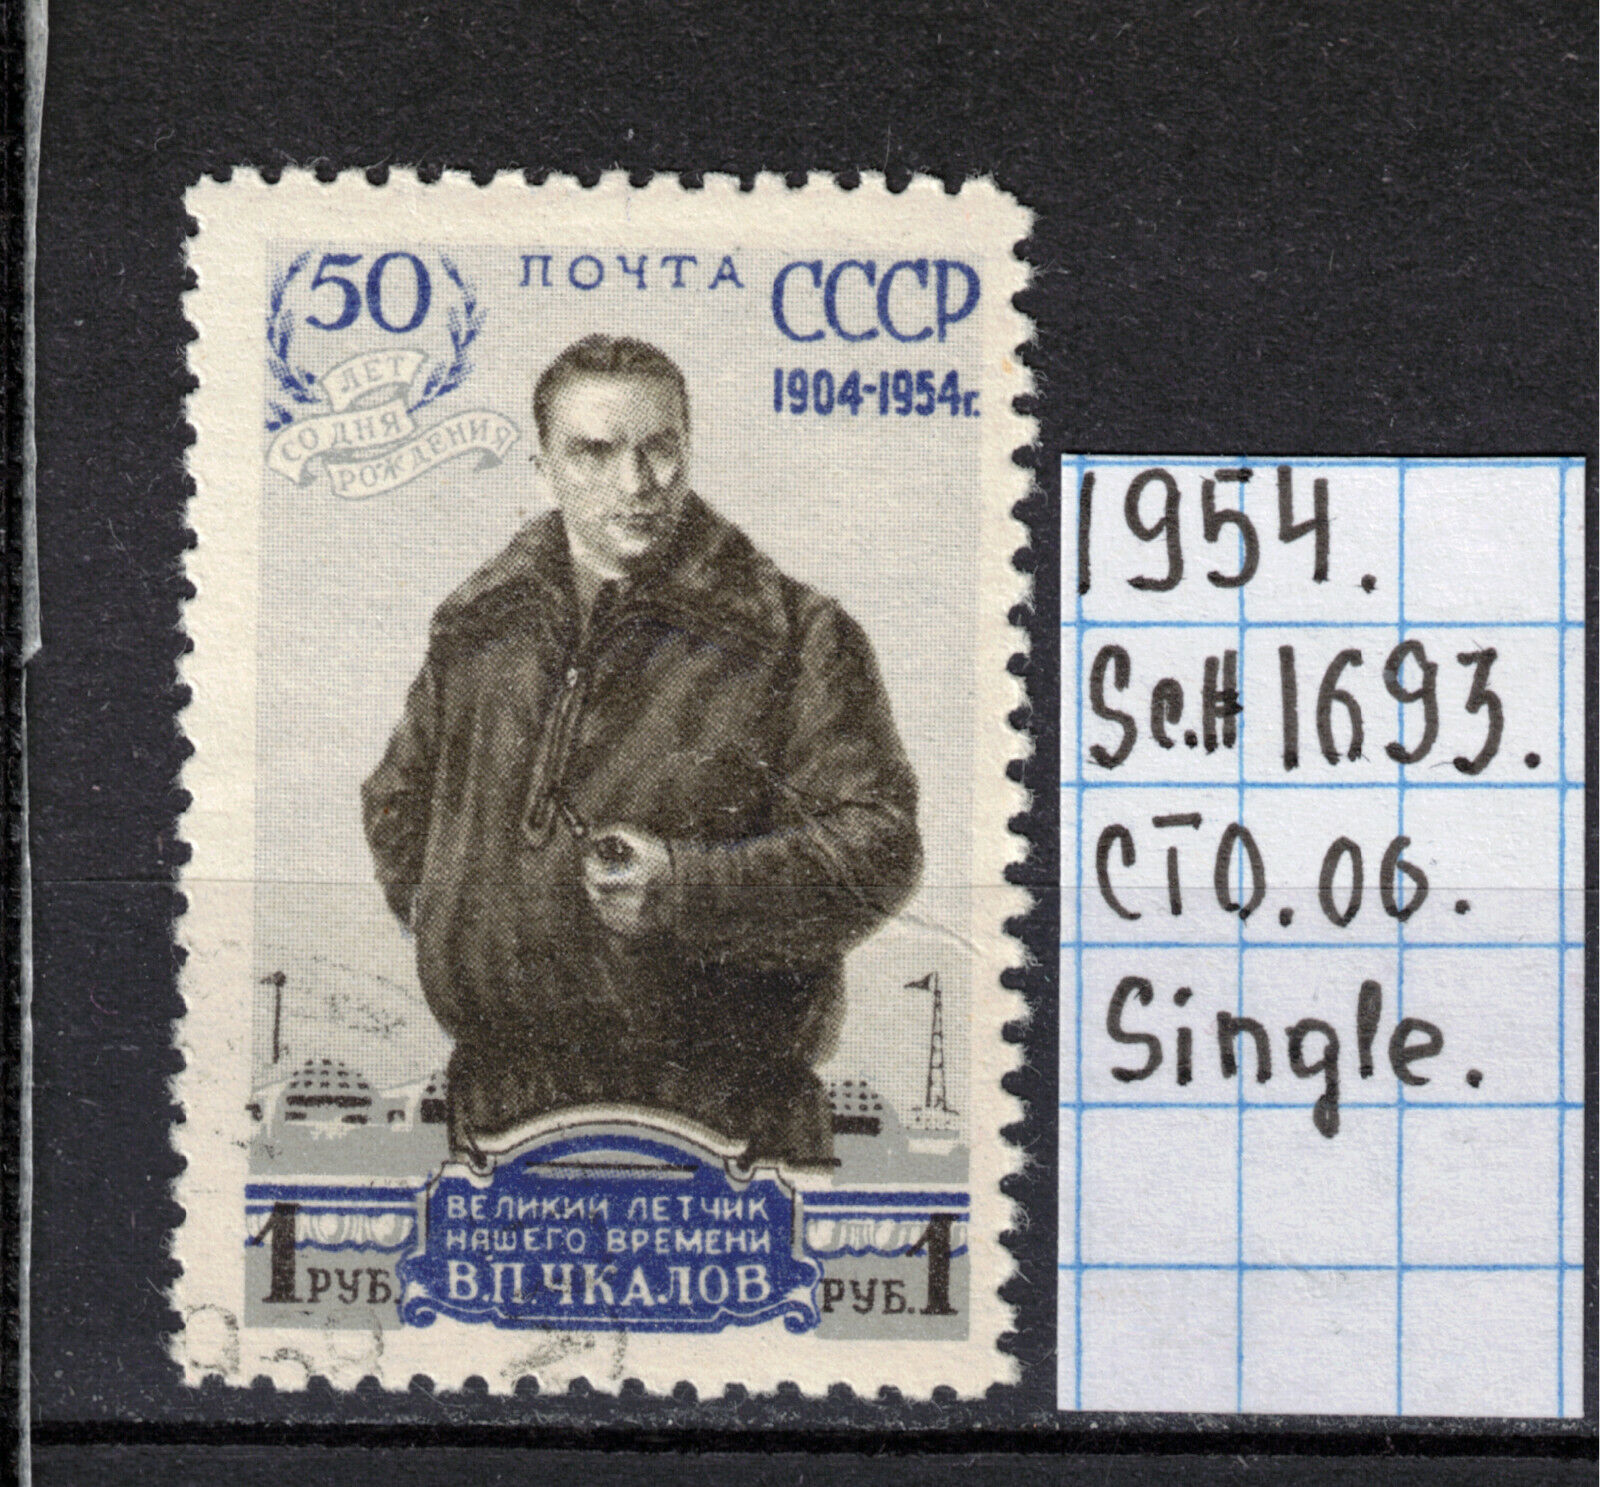 50 ПОЧТА СССР
1904-1954г.
ЛЕТ
СО ДНЯ
РОЖДЕНИЯ
ВЕЛИКИЙ ЛЕТЧИК
НАШЕГО ВРЕМЕНИ
В.П.ЧКАЛОВ
1 РУБ.
РУБ. 1
1954.
Sc.# 1693.
CTO.06.
Single.